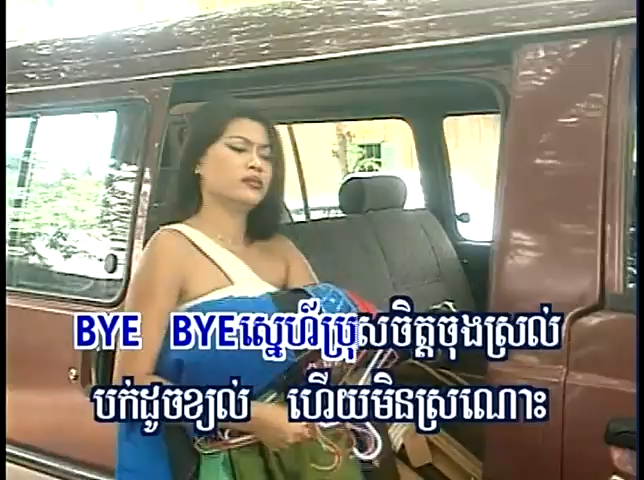 BYE BYEស្នេហ៍ប្រុសចិត្តចុងស្រល់
បក់ដូចខ្យល់ ហើយមិនស្រណោះ